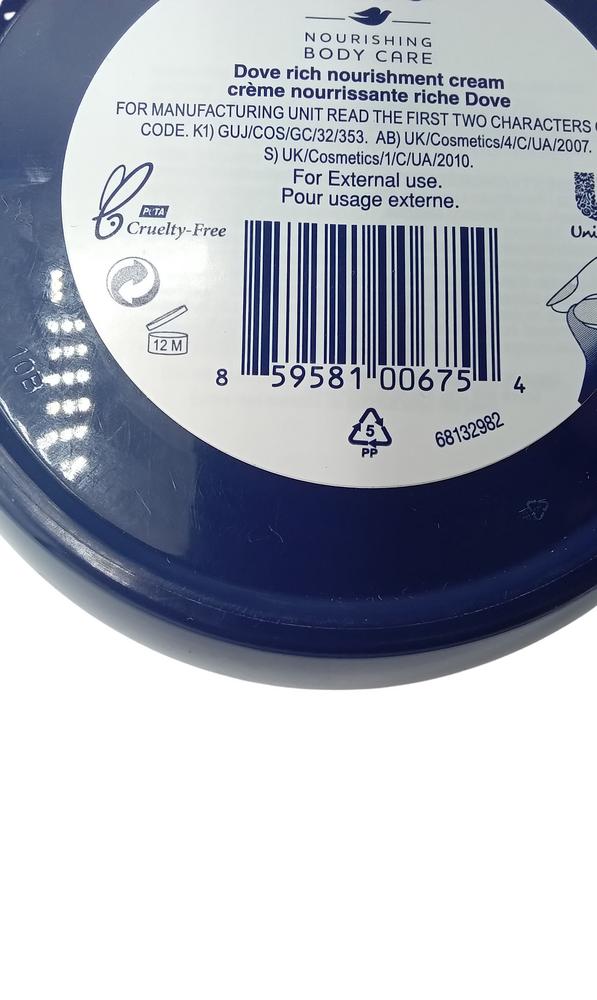 NOURISHING
BODY CARE
Dove rich nourishment cream
crème nourrissante riche Dove
FOR MANUFACTURING UNIT READ THE FIRST TWO CHARACTERS
CODE. K1) GUJ/COS/GC/32/353. AB) UK/Cosmetics/4/C/UA/2007.
S) UK/Cosmetics/1/C/UA/2010.
For External use.
Pour usage externe.
PETA
Cruelty-Free
12 M
8 59581 00675 4
5
PP
68132982
10B